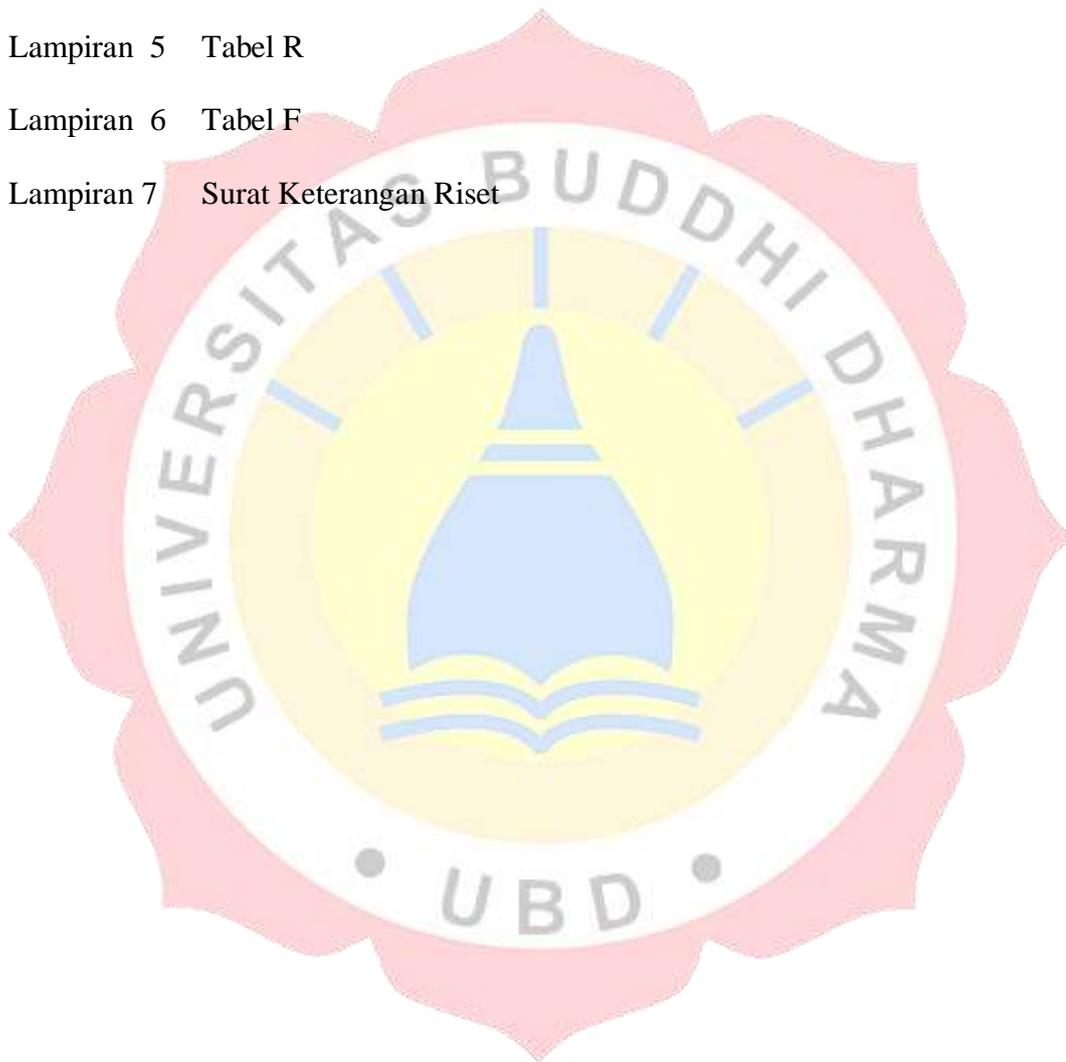 Lampiran 5 Tabel R
Lampiran 6 Tabel F
Lampiran 7 Surat Keterangan Riset
UNIVERSITAS BUDDHI DHARMA
• UBD •